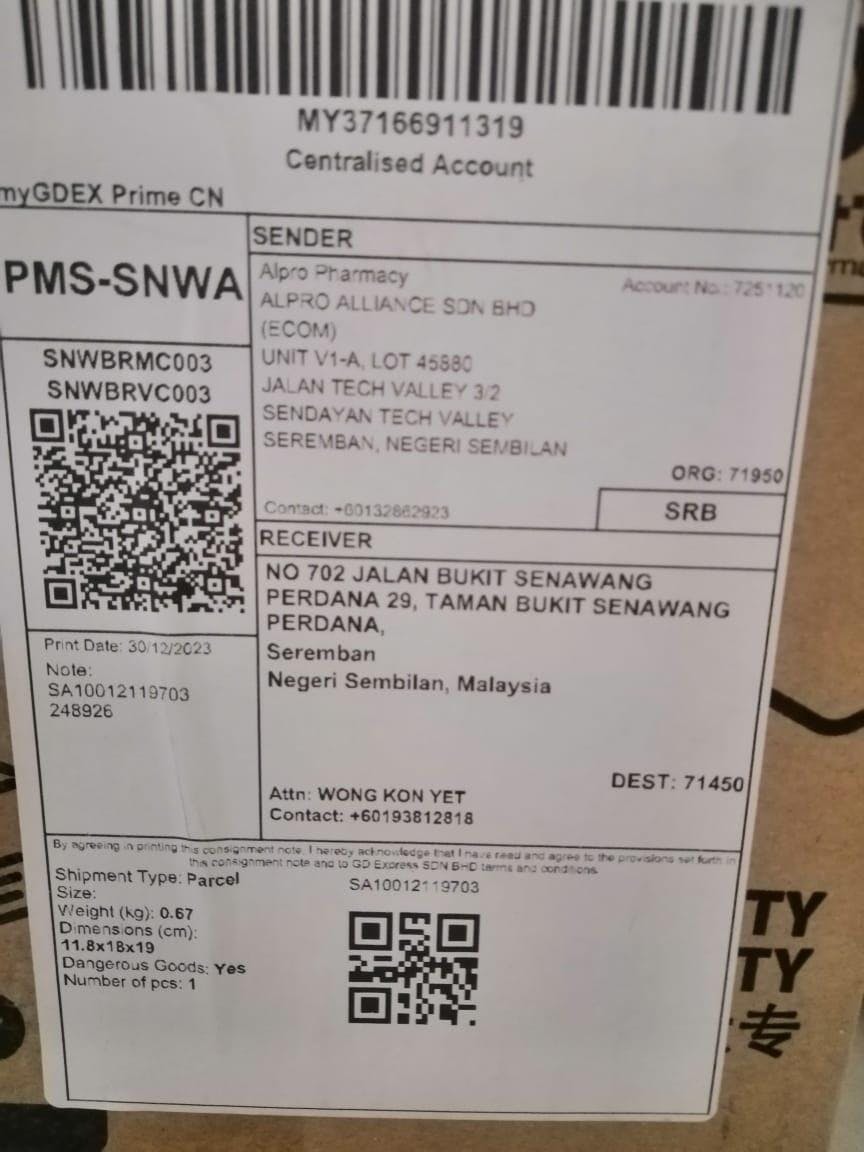 MY37166911319
Centralised Account
myGDEX Prime CN
PMS-SNWA
SNWBRMC003
SNWBRVC003
Print Date: 30/12/2023
Note:
SA10012119703
248926
SENDER
Alpro Pharmacy
Account No.: 7251120
ALPRO ALLIANCE SDN BHD
(ECOM)
UNIT V1-A, LOT 45880
JALAN TECH VALLEY 3/2
SENDAYAN TECH VALLEY
SEREMBAN, NEGERI SEMBILAN
ORG: 71950
Contact: +60132862923
SRB
RECEIVER
NO 702 JALAN BUKIT SENAWANG
PERDANA 29, TAMAN BUKIT SENAWANG
PERDANA,
Seremban
Negeri Sembilan, Malaysia
DEST: 71450
Attn: WONG KON YET
Contact: +60193812818
By agreeing in printing this consignment note, I hereby acknowledge that I have read and agree to the provisions set forth in
this consignment note and to GD Express SDN BHD terms and conditions
Shipment Type: Parcel
Size:
Weight (kg): 0.67
Dimensions (cm):
11.8x18x19
Dangerous Goods: Yes
Number of pcs: 1
SA10012119703
TY
TY
专